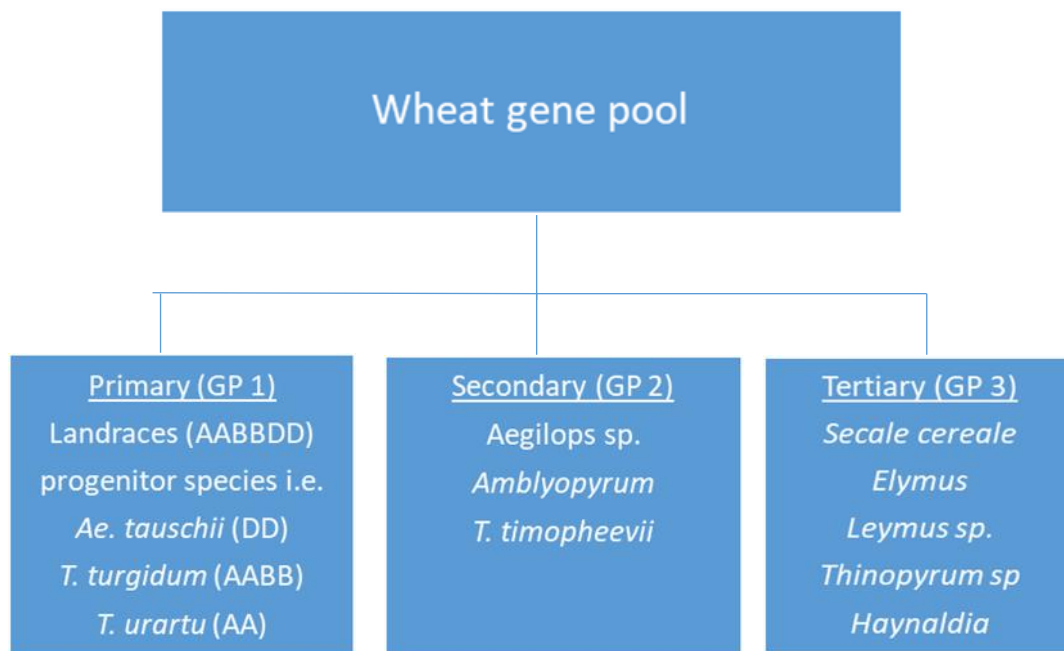 Wheat gene pool
Primary (GP 1)
Landraces (AABBDD)
progenitor species i.e.
Ae. tauschii (DD)
T. turgidum (AABB)
T. urartu (AA)
Secondary (GP 2)
Aegilops sp.
Amblyopyrum
T. timopheevii
Tertiary (GP 3)
Secale cereale
Elymus
Leymus sp.
Thinopyrum sp
Haynaldia